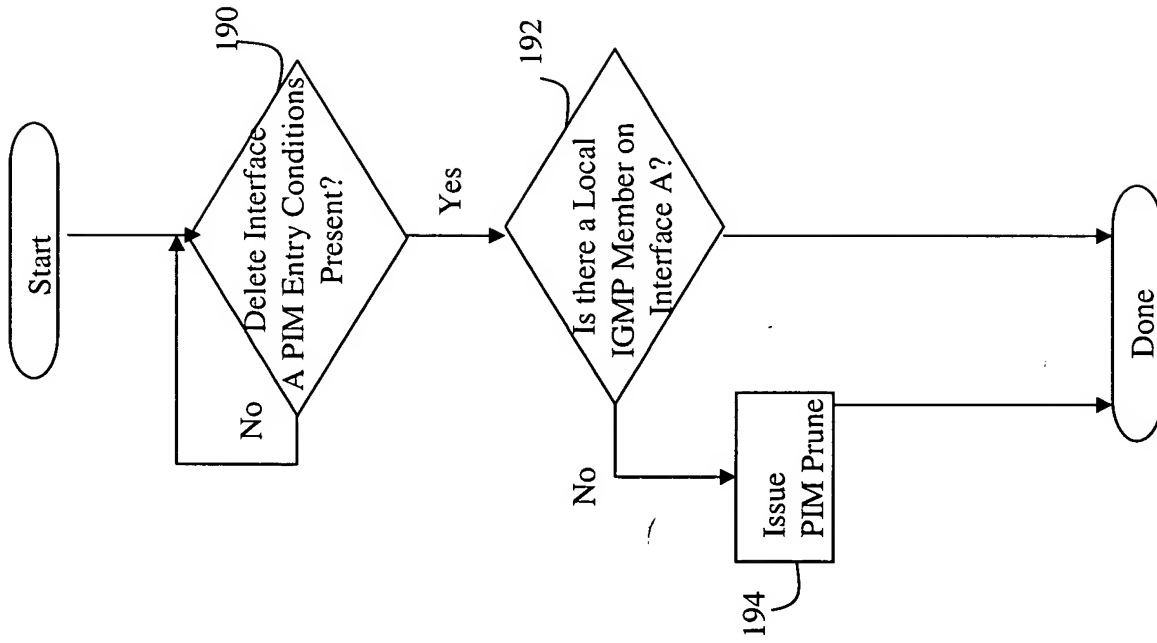 Start
190
Delete Interface
A PIM Entry Conditions
Present?
No
Yes
192
Is there a Local
IGMP Member on
Interface A?
No
Issue
PIM Prune
194
Done